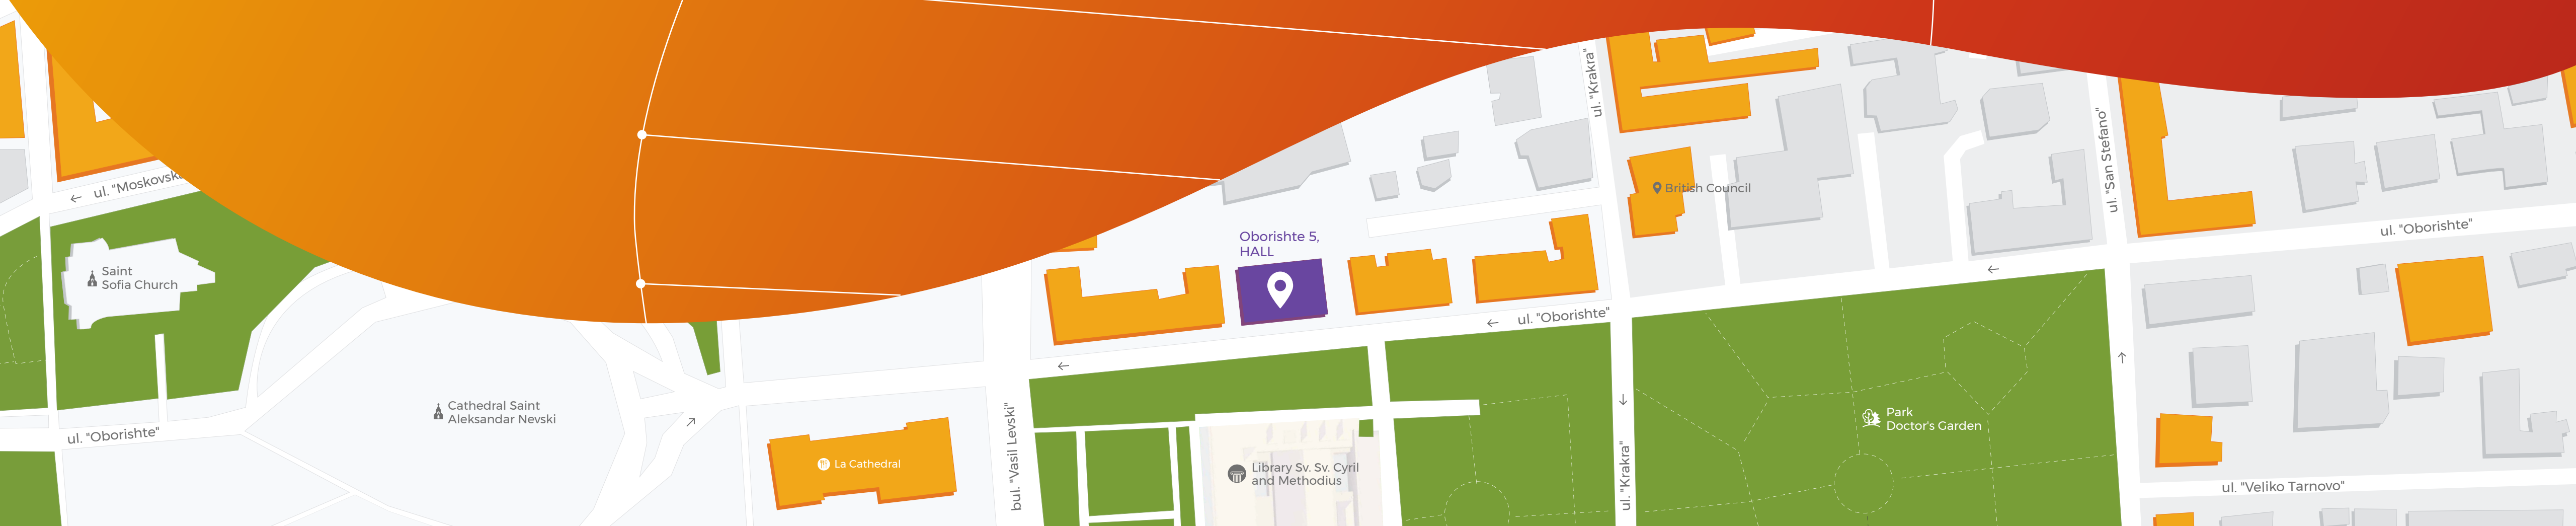 ul. "Krakra"
ul. "San Stefano"
ul. "Moskovska
British Council
ul. "Oborishte"
Oborishte 5,
HALL
Saint
Sofia Church
ul. "Oborishte"
Cathedral Saint
Aleksandar Nevski
Park
Doctor's Garden
ul. "Oborishte"
bul. "Vasil Levski"
La Cathedral
Library Sv. Sv. Cyril
and Methodius
ul. "Krakra"
ul. "Veliko Tarnovo"